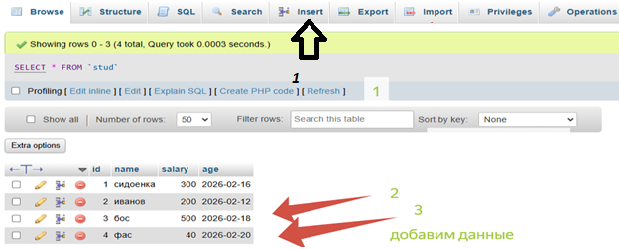 Browse Structure SQL Search Insert Export Import Privileges Operations
Showing rows 0 - 3 (4 total, Query took 0.0003 seconds.)
SELECT * FROM `stud`
1
Profiling [ Edit inline ] [ Edit ] [ Explain SQL ] [ Create PHP code ] [ Refresh ]
1
Show all | Number of rows: 50 Filter rows: Search this table Sort by key: None
Extra options
←T→ id name salary age
1 сидоенка 300 2026-02-16
2 иванов 200 2026-02-12
3 бос 500 2026-02-18
4 фас 40 2026-02-20
2
3
добавим данные